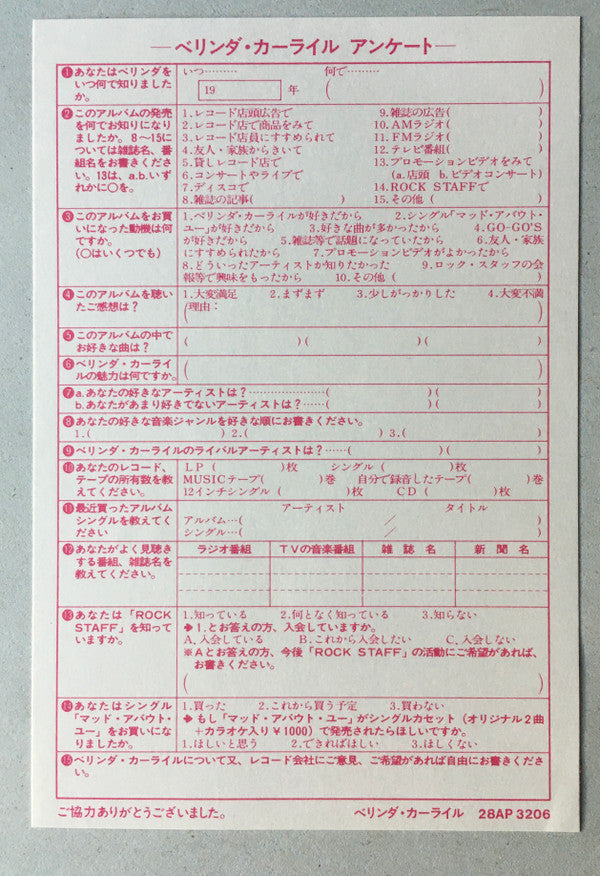 ベリンダ・カーライル アンケート
❶あなたはベリンダを
いつ何で知りました
か。
いつ……… 何で………
19 年 ( )
❷このアルバムの発売
を何でお知りになり
ましたか。8～15に
ついては雑誌名、番
組名をお書きくださ
い。13は、a.b.いず
れかに○を。
1.レコード店頭広告で 9.雑誌の広告( )
2.レコード店で商品をみて 10.AMラジオ( )
3.レコード店員にすすめられて 11.FMラジオ( )
4.友人・家族からきいて 12.テレビ番組( )
5.貸しレコード店で 13.プロモーションビデオをみて
6.コンサートやライブで (a.店頭 b.ビデオコンサート)
7.ディスコで 14.ROCK STAFFで
8.雑誌の記事( ) 15.その他( )
❸このアルバムをお買
いになった動機は何
ですか。
(○はいくつでも)
1.ベリンダ・カーライルが好きだから 2.シングル「マッド・アバウト・
ユー」が好きだから 3.好きな曲が多かったから 4.GO-GO'S
が好きだから 5.雑誌等で話題になっていたから 6.友人・家族
にすすめられたから 7.プロモーションビデオがよかったから
8.どういったアーティストか知りたかった 9.ロック・スタッフの会
報等で興味をもったから 10.その他( )
❹このアルバムを聴い
たご感想は？
1.大変満足 2.まずまず 3.少しがっかりした 4.大変不満
(理由： )
❺このアルバムの中で
お好きな曲は？
( )( )( )
❻ベリンダ・カーライ
ルの魅力は何ですか。
( )
❼a.あなたの好きなアーティストは？…………………( )( )
b.あなたがあまり好きでないアーティストは？……( )( )
❽あなたの好きな音楽ジャンルを好きな順にお書きください。
1.( ) 2.( ) 3.( )
❾ベリンダ・カーライルのライバルアーティストは？……( )( )
❿あなたのレコード、
テープの所有数を教
えてください。
LP( )枚 シングル( )枚
MUSICテープ( )巻 自分で録音したテープ( )巻
12インチシングル( )枚 CD( )枚
⓫最近買ったアルバム
シングルを教えてく
ださい
アーティスト タイトル
アルバム…( ／ )
シングル…( ／ )
⓬あなたがよく見聴き
する番組、雑誌名を
教えてください。
ラジオ番組 TVの音楽番組 雑誌名 新聞名
⓭あなたは「ROCK
STAFF」を知って
いますか。
1.知っている 2.何となく知っている 3.知らない
➔1.とお答えの方、入会していますか。
A.入会している B.これから入会したい C.入会しない
※Aとお答えの方、今後「ROCK STAFF」の活動にご希望があれば、
お書きください。
( )
⓮あなたはシングル
「マッド・アバウト・
ユー」をお買いにな
りましたか。
1.買った 2.これから買う予定 3.買わない
➔もし「マッド・アバウト・ユー」がシングルカセット(オリジナル2曲
＋カラオケ入り￥1000)で発売されたらほしいですか。
1.ほしいと思う 2.できればほしい 3.ほしくない
⓯ベリンダ・カーライルについて又、レコード会社にご意見、ご希望があれば自由にお書きくださ
い。
ご協力ありがとうございました。 ベリンダ・カーライル 28AP 3206